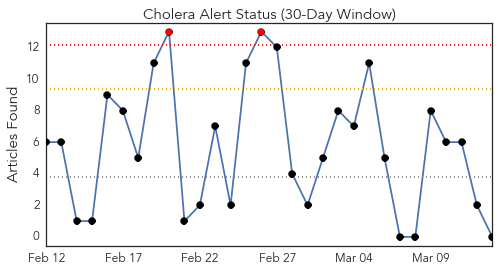 Cholera Alert Status (30-Day Window)
Articles Found
12
10
8
6
4
2
0
Feb 12 Feb 17 Feb 22 Feb 27 Mar 04 Mar 09